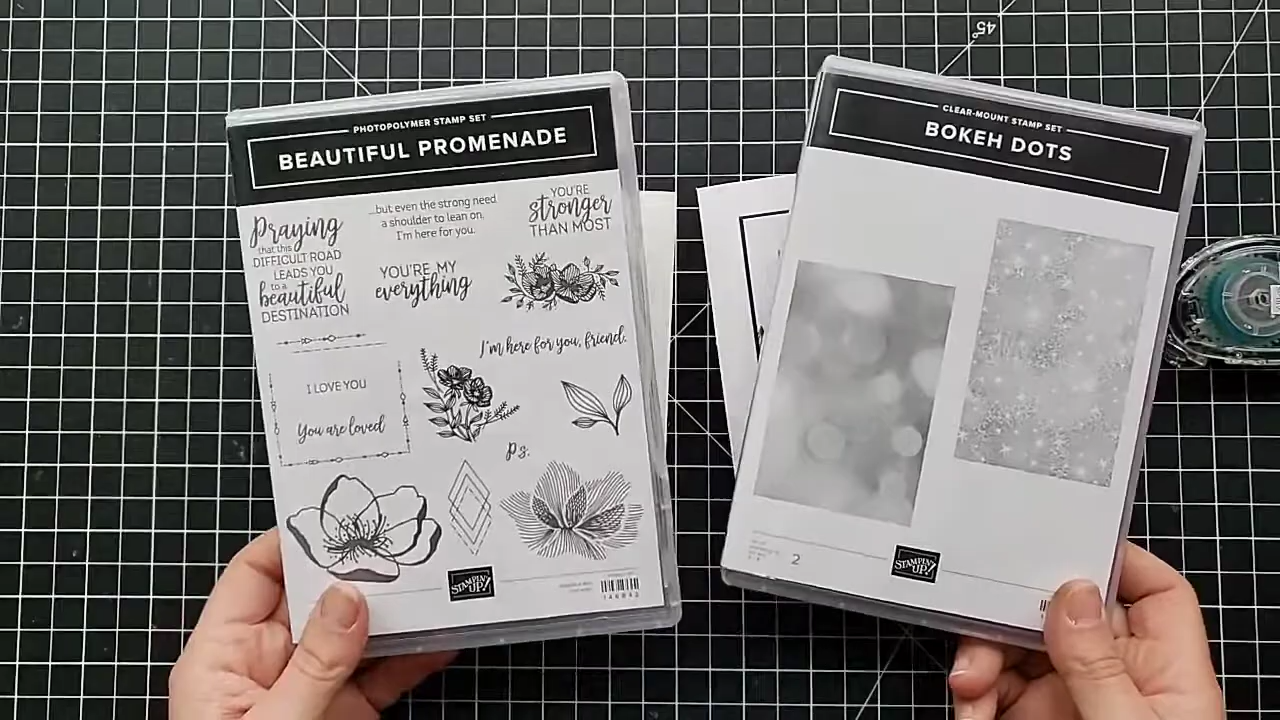 45°
PHOTOPOLYMER STAMP SET
BEAUTIFUL PROMENADE
Praying
that this
DIFFICULT ROAD
LEADS YOU
to a
beautiful
DESTINATION
...but even the strong need
a shoulder to lean on.
I'm here for you.
YOU'RE
stronger
THAN MOST
YOU'RE MY
everything
I'm here for you, friend.
I LOVE YOU
You are loved
P.s.
STAMPIN' UP!
CLEAR-MOUNT STAMP SET
BOKEH DOTS
2
STAMPIN' UP!